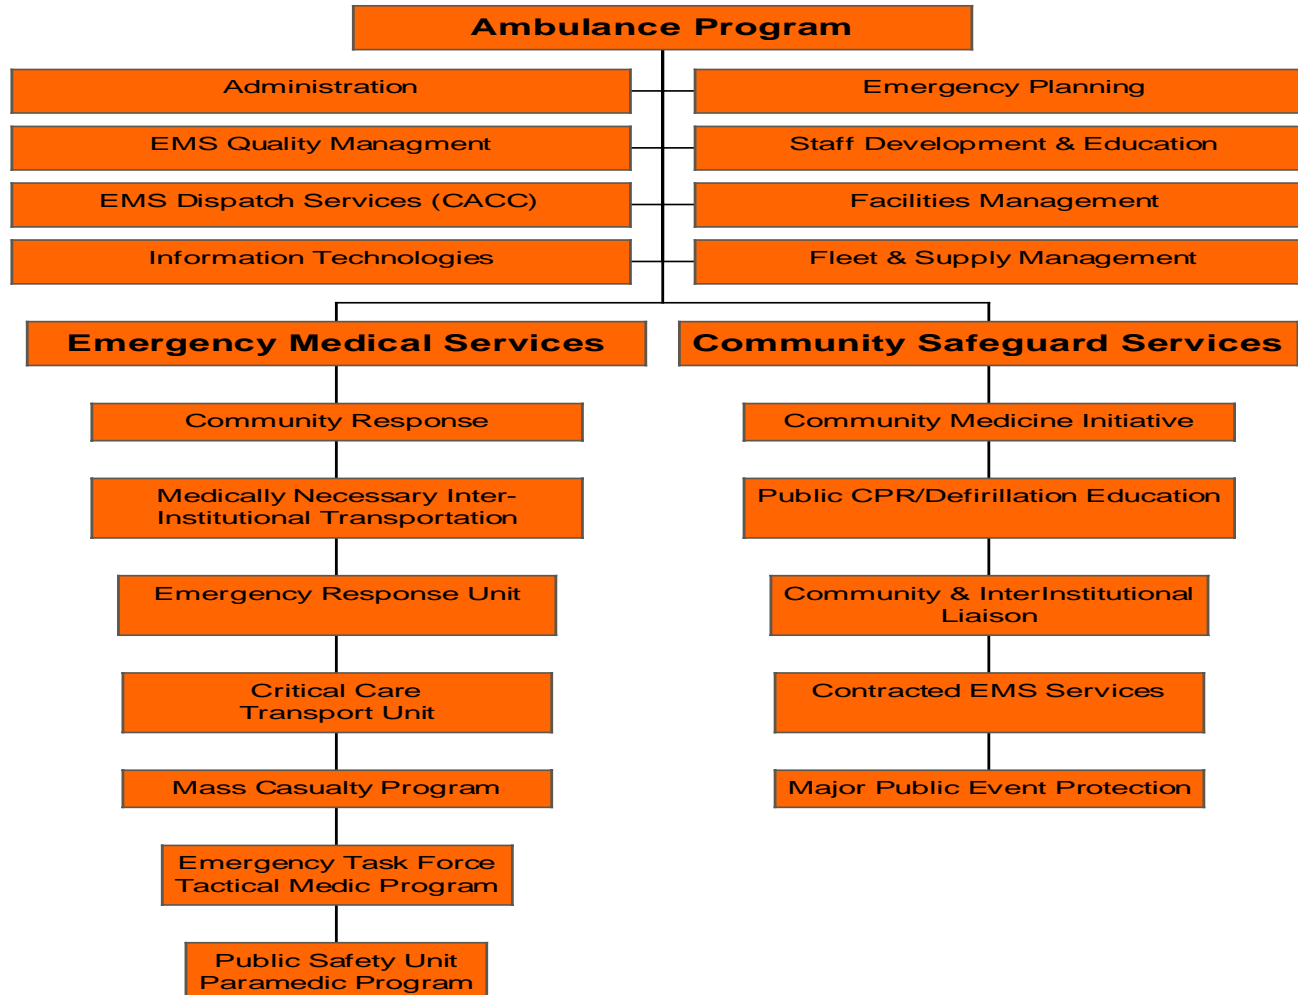 Ambulance Program
Administration
Emergency Planning
EMS Quality Managment
Staff Development & Education
EMS Dispatch Services (CACC)
Facilities Management
Information Technologies
Fleet & Supply Management
Emergency Medical Services
Community Safeguard Services
Community Response
Community Medicine Initiative
Medically Necessary Inter-
Institutional Transportation
Public CPR/Defirillation Education
Emergency Response Unit
Community & InterInstitutional
Liaison
Critical Care
Transport Unit
Contracted EMS Services
Mass Casualty Program
Major Public Event Protection
Emergency Task Force
Tactical Medic Program
Public Safety Unit
Paramedic Program